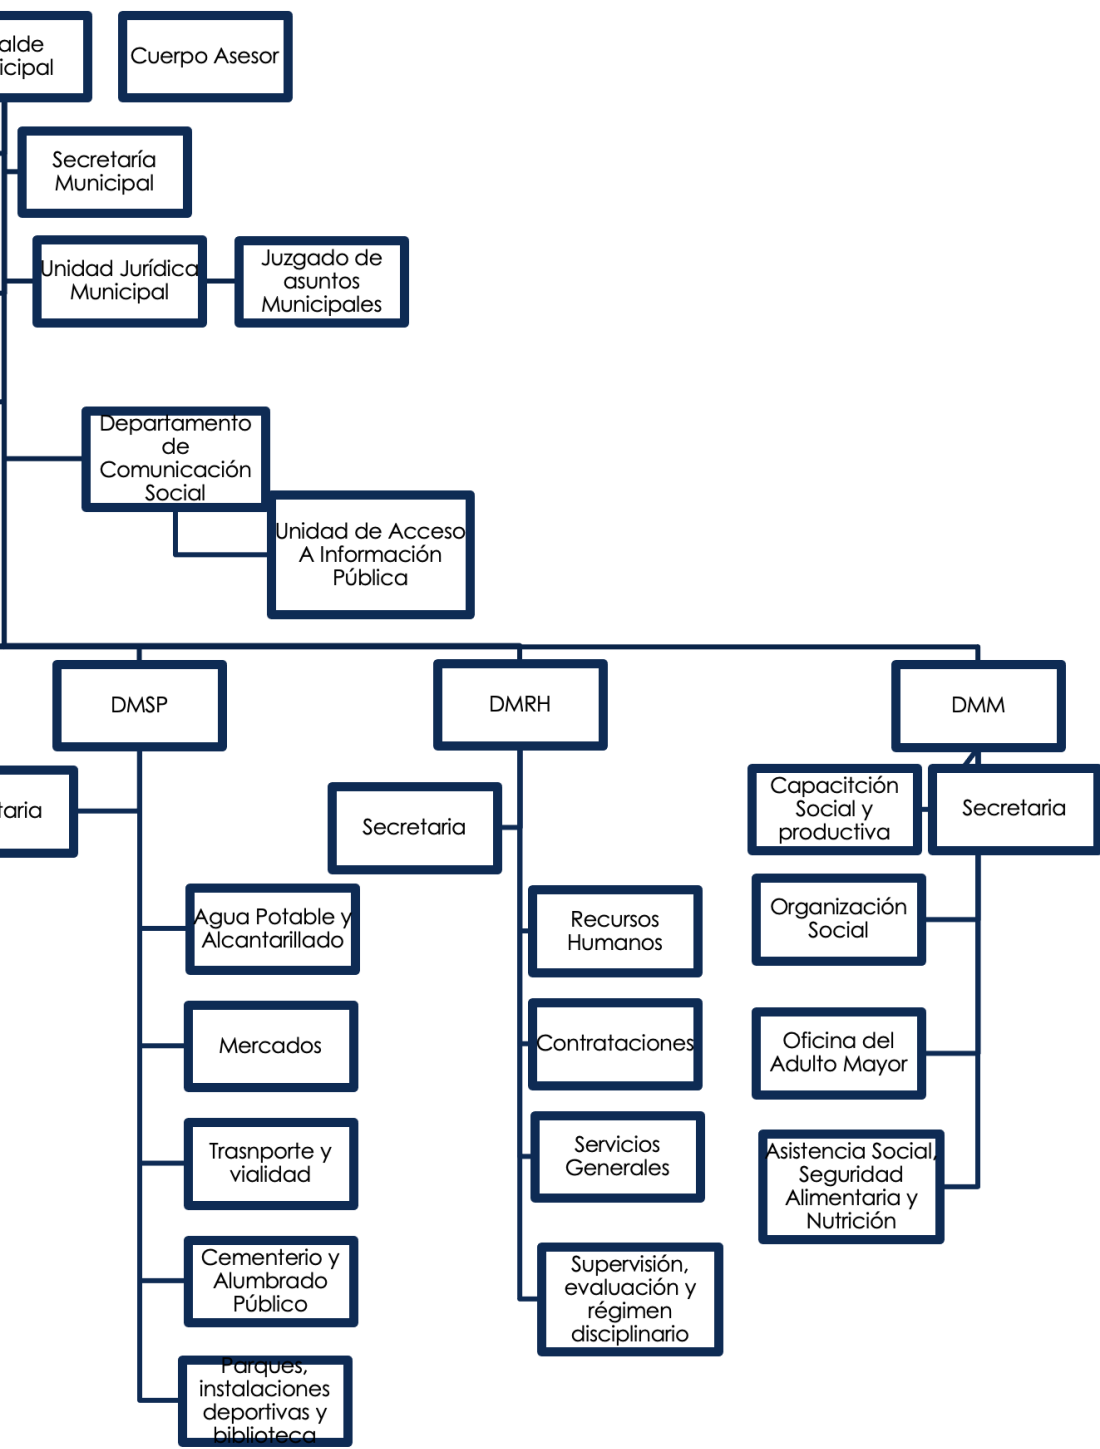 alde
icipal
Cuerpo Asesor
Secretaría
Municipal
Unidad Jurídica
Municipal
Juzgado de
asuntos
Municipales
Departamento
de
Comunicación
Social
Unidad de Acceso
A Información
Pública
DMSP
DMRH
DMM
taria
Secretaria
Capacitción
Social y
productiva
Secretaria
Agua Potable y
Alcantarillado
Recursos
Humanos
Organización
Social
Mercados
Contrataciones
Oficina del
Adulto Mayor
Trasnporte y
vialidad
Servicios
Generales
Asistencia Social,
Seguridad
Alimentaria y
Nutrición
Cementerio y
Alumbrado
Público
Supervisión,
evaluación y
régimen
disciplinario
Parques,
instalaciones
deportivas y
biblioteca